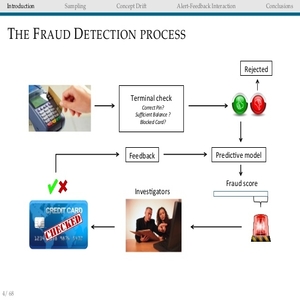 Introduction Sampling Concept Drift Alert-Feedback Interaction Conclusions
THE FRAUD DETECTION PROCESS
Rejected
Terminal check
Correct Pin?
Sufficient Balance ?
Blocked Card?
Feedback
Predictive model
Fraud score
Investigators
CREDIT CARD
CHECKED
4 / 68